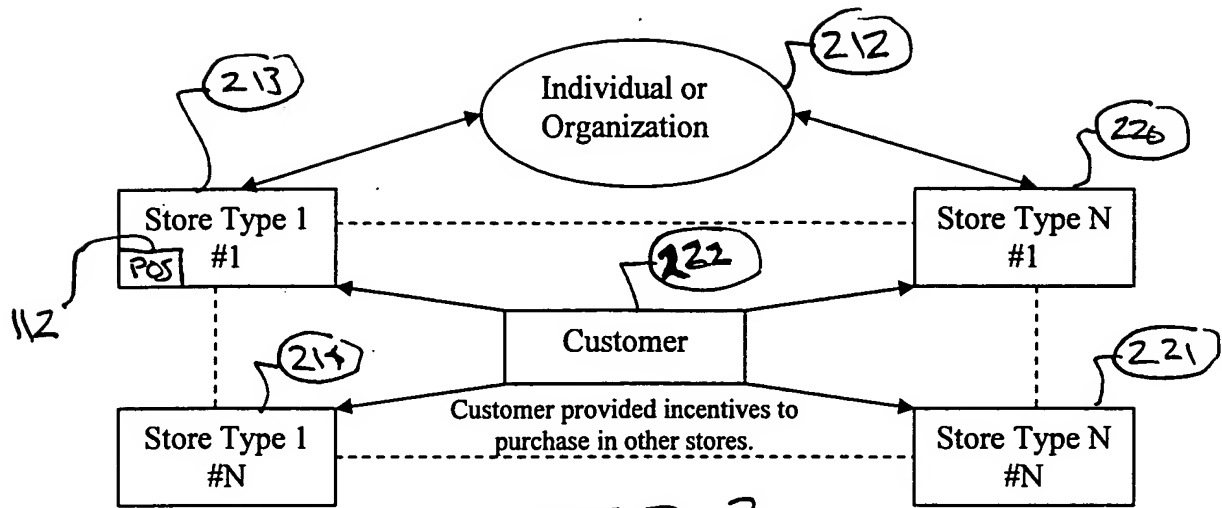 212
213
Individual or
Organization
220
Store Type 1
#1
Store Type N
#1
POS
222
112
Customer
214
221
Customer provided incentives to
purchase in other stores.
Store Type 1
#N
Store Type N
#N